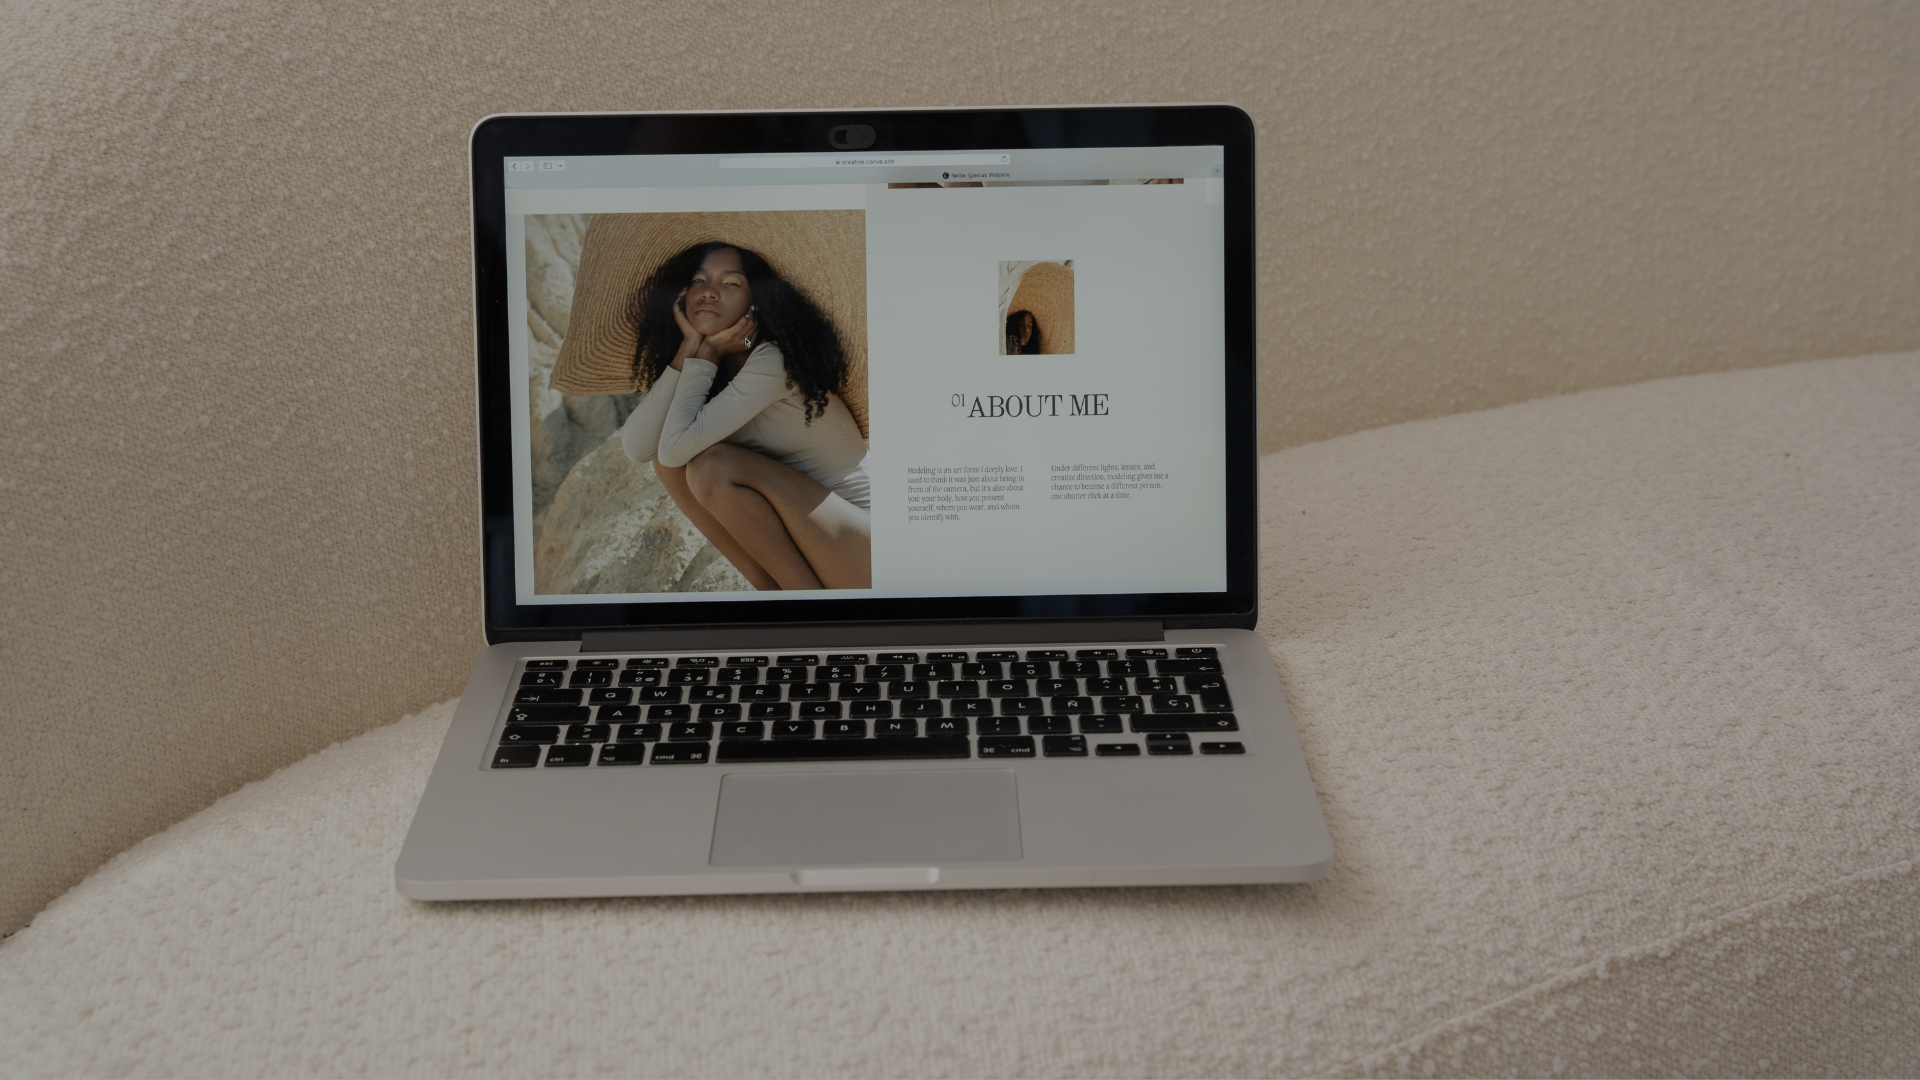 creative.canva.site
Nellie Iglesias Website
01 ABOUT ME
Modeling is an art form I deeply love. I
used to think it was just about being in
front of the camera, but it's also about
you: your body, how you present
yourself, whom you wear, and whom
you identify with.
Under different lights, lenses, and
creative direction, modeling gives me a
chance to become a different person,
one shutter click at a time.
esc
Q W E € R T Y U I O P
A S D F G H J K L Ñ
Z X C V B N M
fn ctrl alt cmd ⌘ ⌘ cmd alt